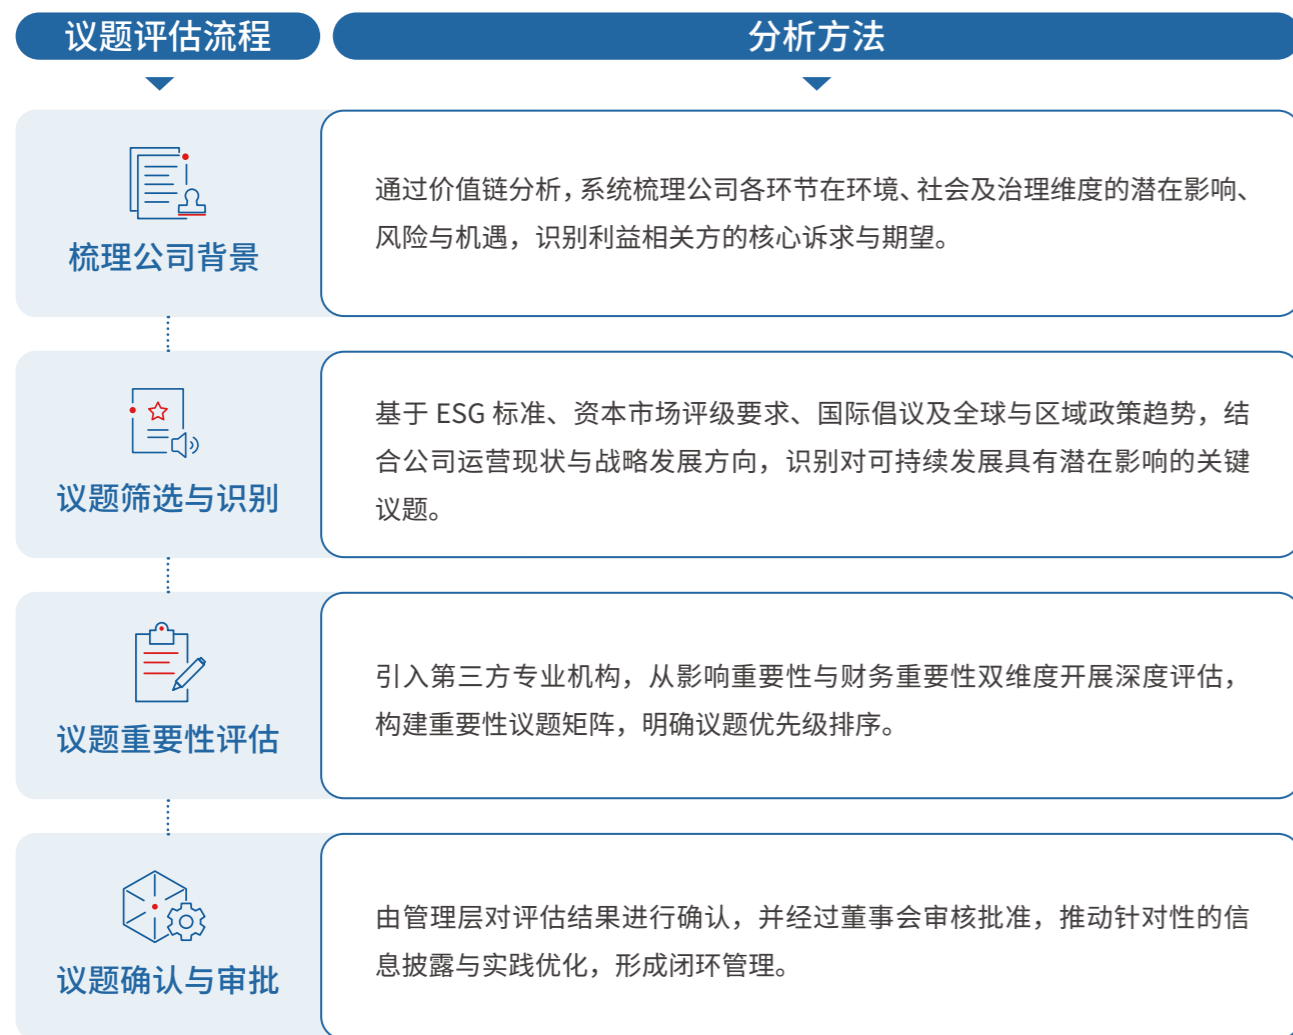 议题评估流程
分析方法
梳理公司背景
通过价值链分析，系统梳理公司各环节在环境、社会及治理维度的潜在影响、
风险与机遇，识别利益相关方的核心诉求与期望。
议题筛选与识别
基于 ESG 标准、资本市场评级要求、国际倡议及全球与区域政策趋势，结
合公司运营现状与战略发展方向，识别对可持续发展具有潜在影响的关键
议题。
议题重要性评估
引入第三方专业机构，从影响重要性与财务重要性双维度开展深度评估，
构建重要性议题矩阵，明确议题优先级排序。
议题确认与审批
由管理层对评估结果进行确认，并经过董事会审核批准，推动针对性的信
息披露与实践优化，形成闭环管理。